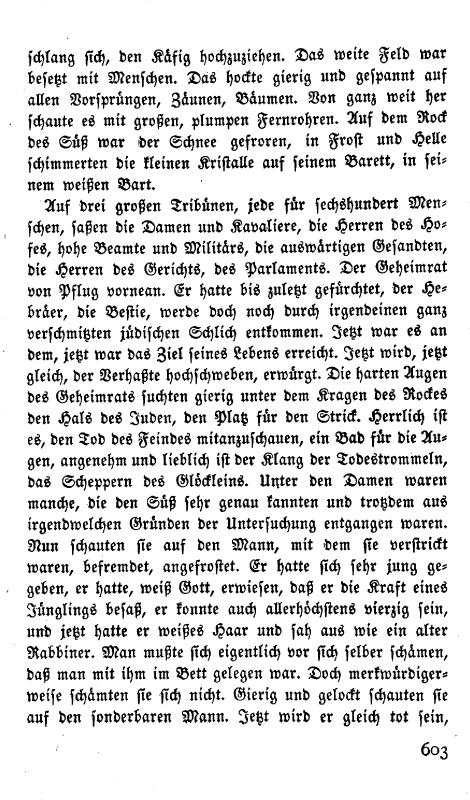 schlang sich, den Käfig hochzuziehen. Das weite Feld war
besetzt mit Menschen. Das hockte gierig und gespannt auf
allen Vorsprüngen, Zäunen, Bäumen. Von ganz weit her
schaute es mit großen, plumpen Fernrohren. Auf dem Rock
des Süß war der Schnee gefroren, in Frost und Helle
schimmerten die kleinen Kristalle auf seinem Barett, in sei-
nem weißen Bart.
Auf drei großen Tribünen, jede für sechshundert Men-
schen, saßen die Damen und Kavaliere, die Herren des Ho-
fes, hohe Beamte und Militärs, die auswärtigen Gesandten,
die Herren des Gerichts, des Parlaments. Der Geheimrat
von Pflug vornean. Er hatte bis zuletzt gefürchtet, der He-
bräer, die Bestie, werde doch noch durch irgendeinen ganz
verschmitzten jüdischen Schlich entkommen. Jetzt war es an
dem, jetzt war das Ziel seines Lebens erreicht. Jetzt wird, jetzt
gleich, der Verhaßte hochschweben, erwürgt. Die harten Augen
des Geheimrats suchten gierig unter dem Kragen des Rockes
den Hals des Juden, den Platz für den Strick. Herrlich ist
es, den Tod des Feindes mitanzuschauen, ein Bad für die Au-
gen, angenehm und lieblich ist der Klang der Todestrommeln,
das Scheppern des Glöckleins. Unter den Damen waren
manche, die den Süß sehr genau kannten und trotzdem aus
irgendwelchen Gründen der Untersuchung entgangen waren.
Nun schauten sie auf den Mann, mit dem sie verstrickt
waren, befremdet, angefrostet. Er hatte sich sehr jung ge-
geben, er hatte, weiß Gott, erwiesen, daß er die Kraft eines
Jünglings besaß, er konnte auch allerhöchstens vierzig sein,
und jetzt hatte er weißes Haar und sah aus wie ein alter
Rabbiner. Man mußte sich eigentlich vor sich selber schämen,
daß man mit ihm im Bett gelegen war. Doch merkwürdiger-
weise schämten sie sich nicht. Gierig und gelockt schauten sie
auf den sonderbaren Mann. Jetzt wird er gleich tot sein,
603